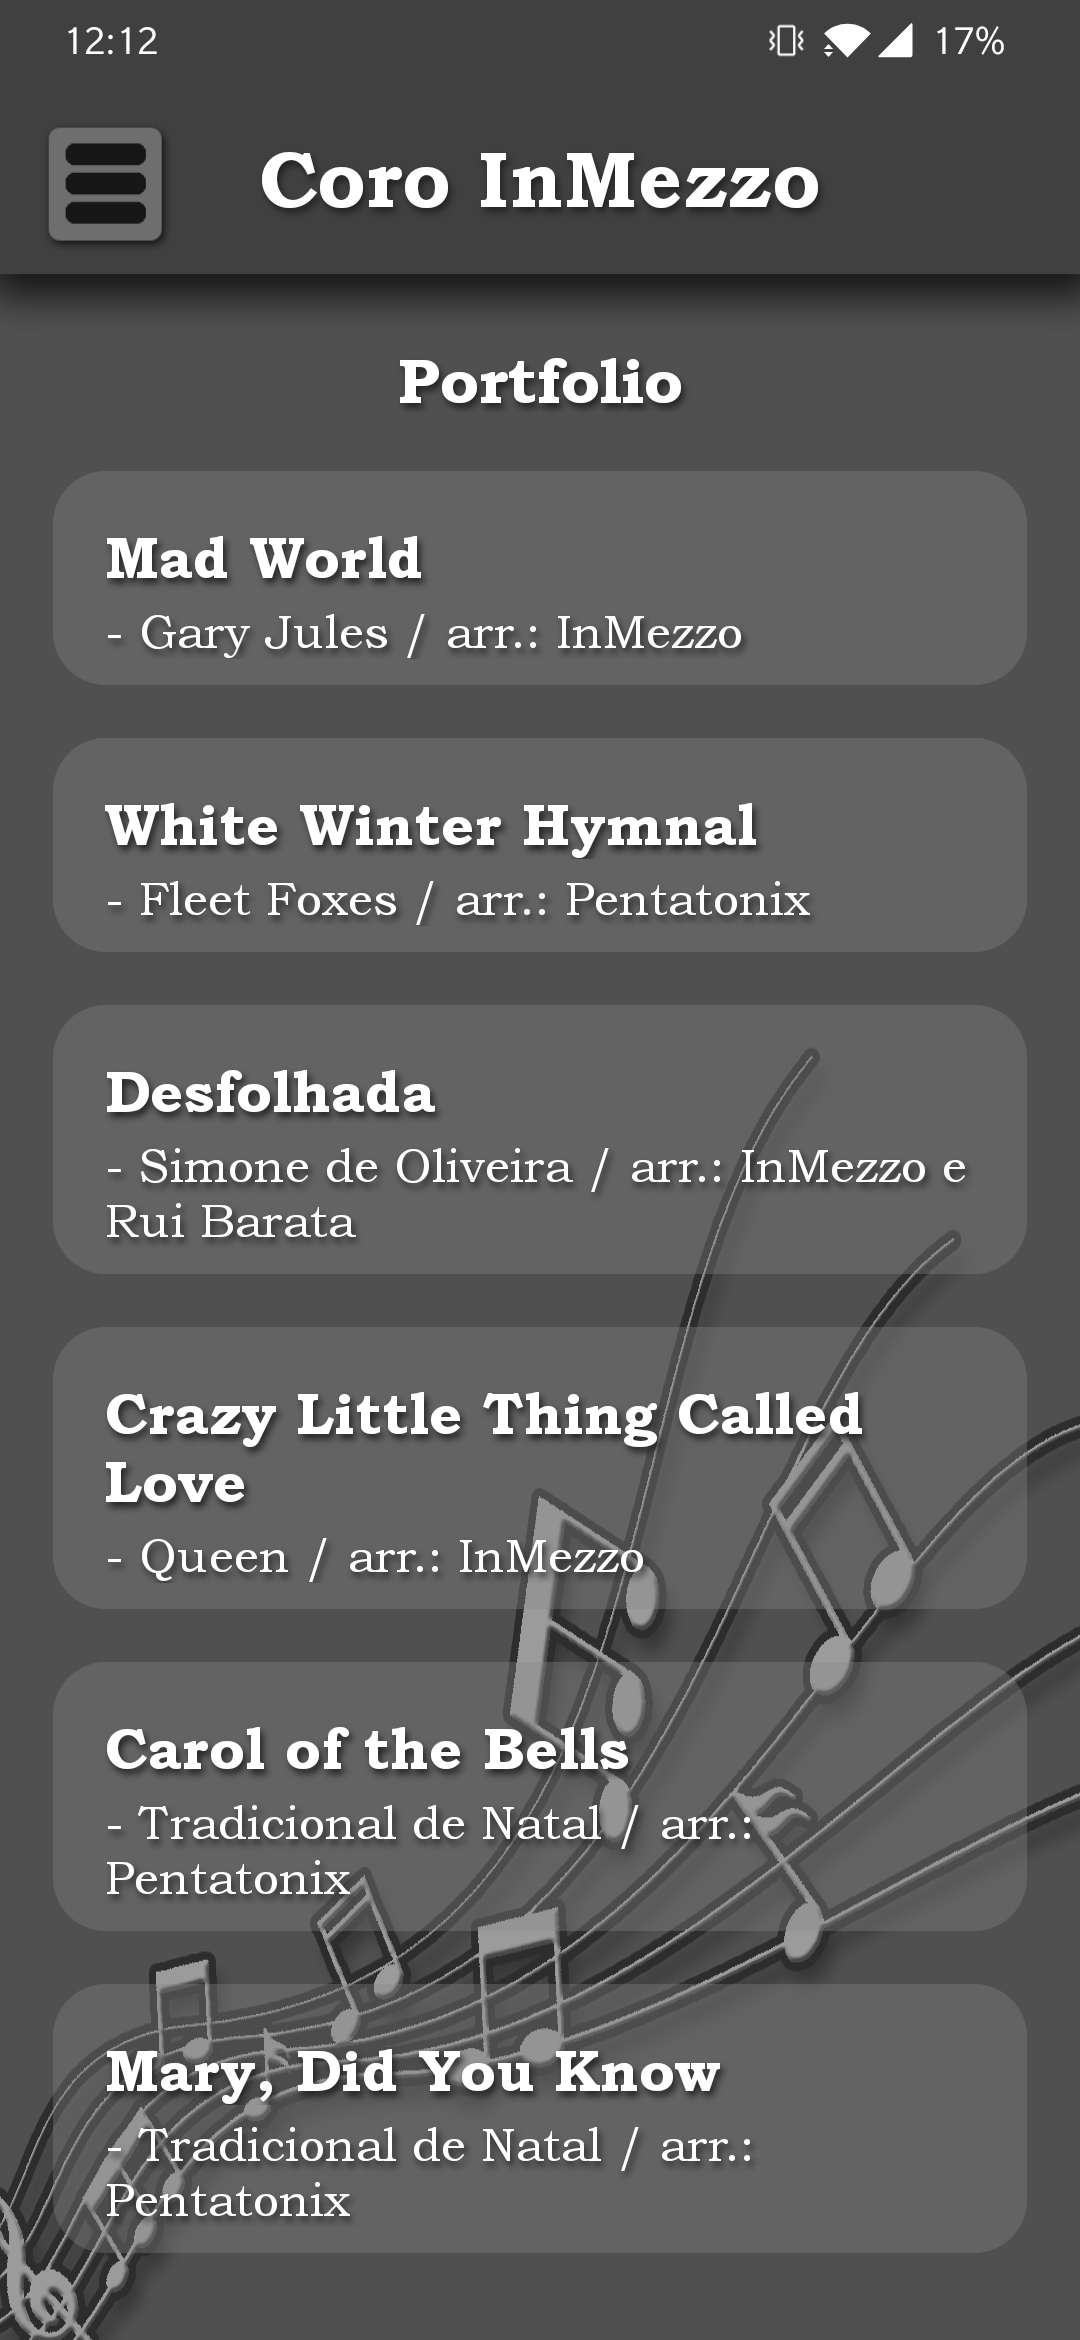 12:12 17%
Coro InMezzo
Portfolio
Mad World
- Gary Jules / arr.: InMezzo
White Winter Hymnal
- Fleet Foxes / arr.: Pentatonix
Desfolhada
- Simone de Oliveira / arr.: InMezzo e
Rui Barata
Crazy Little Thing Called
Love
- Queen / arr.: InMezzo
Carol of the Bells
- Tradicional de Natal / arr.:
Pentatonix
Mary, Did You Know
- Tradicional de Natal / arr.:
Pentatonix